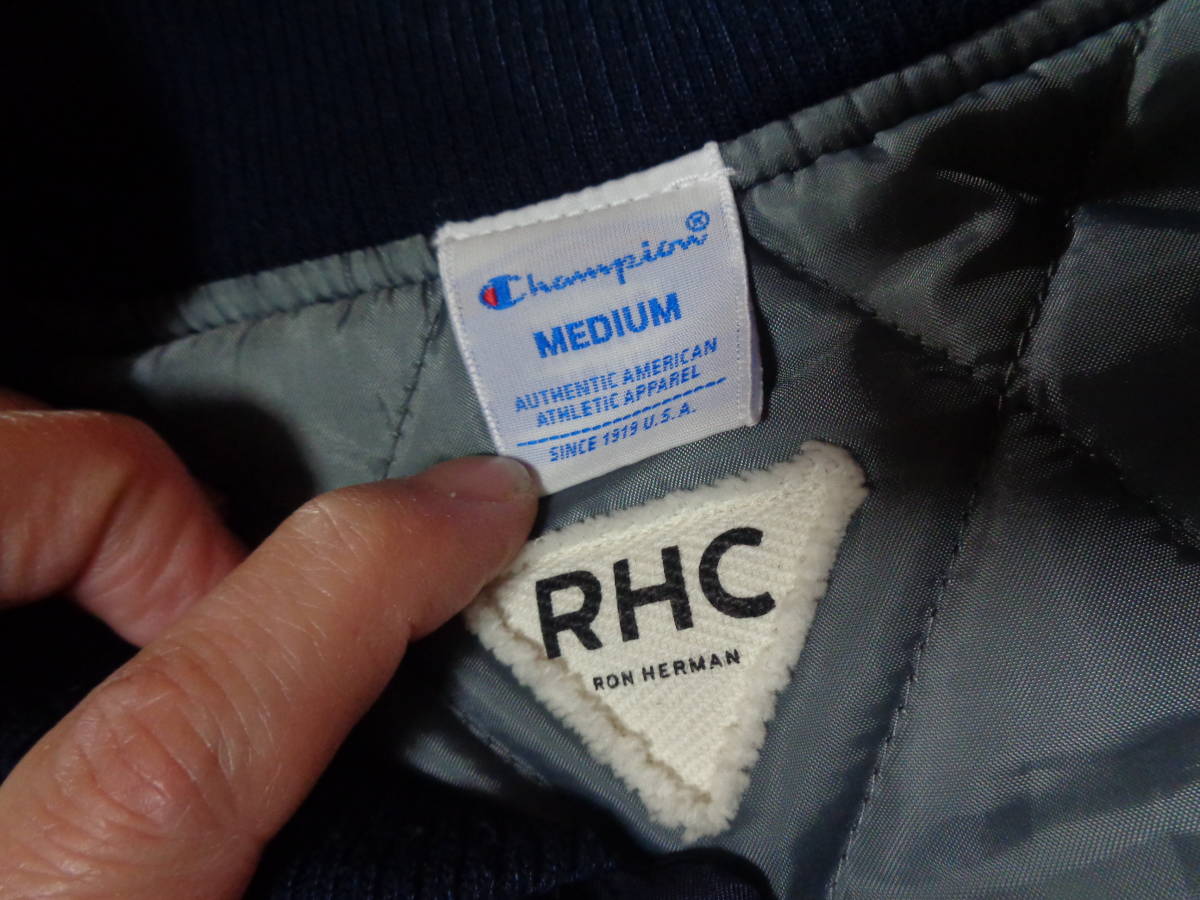 Champion®
MEDIUM
AUTHENTIC AMERICAN
ATHLETIC APPAREL
SINCE 1919 U.S.A.
RHC
RON HERMAN